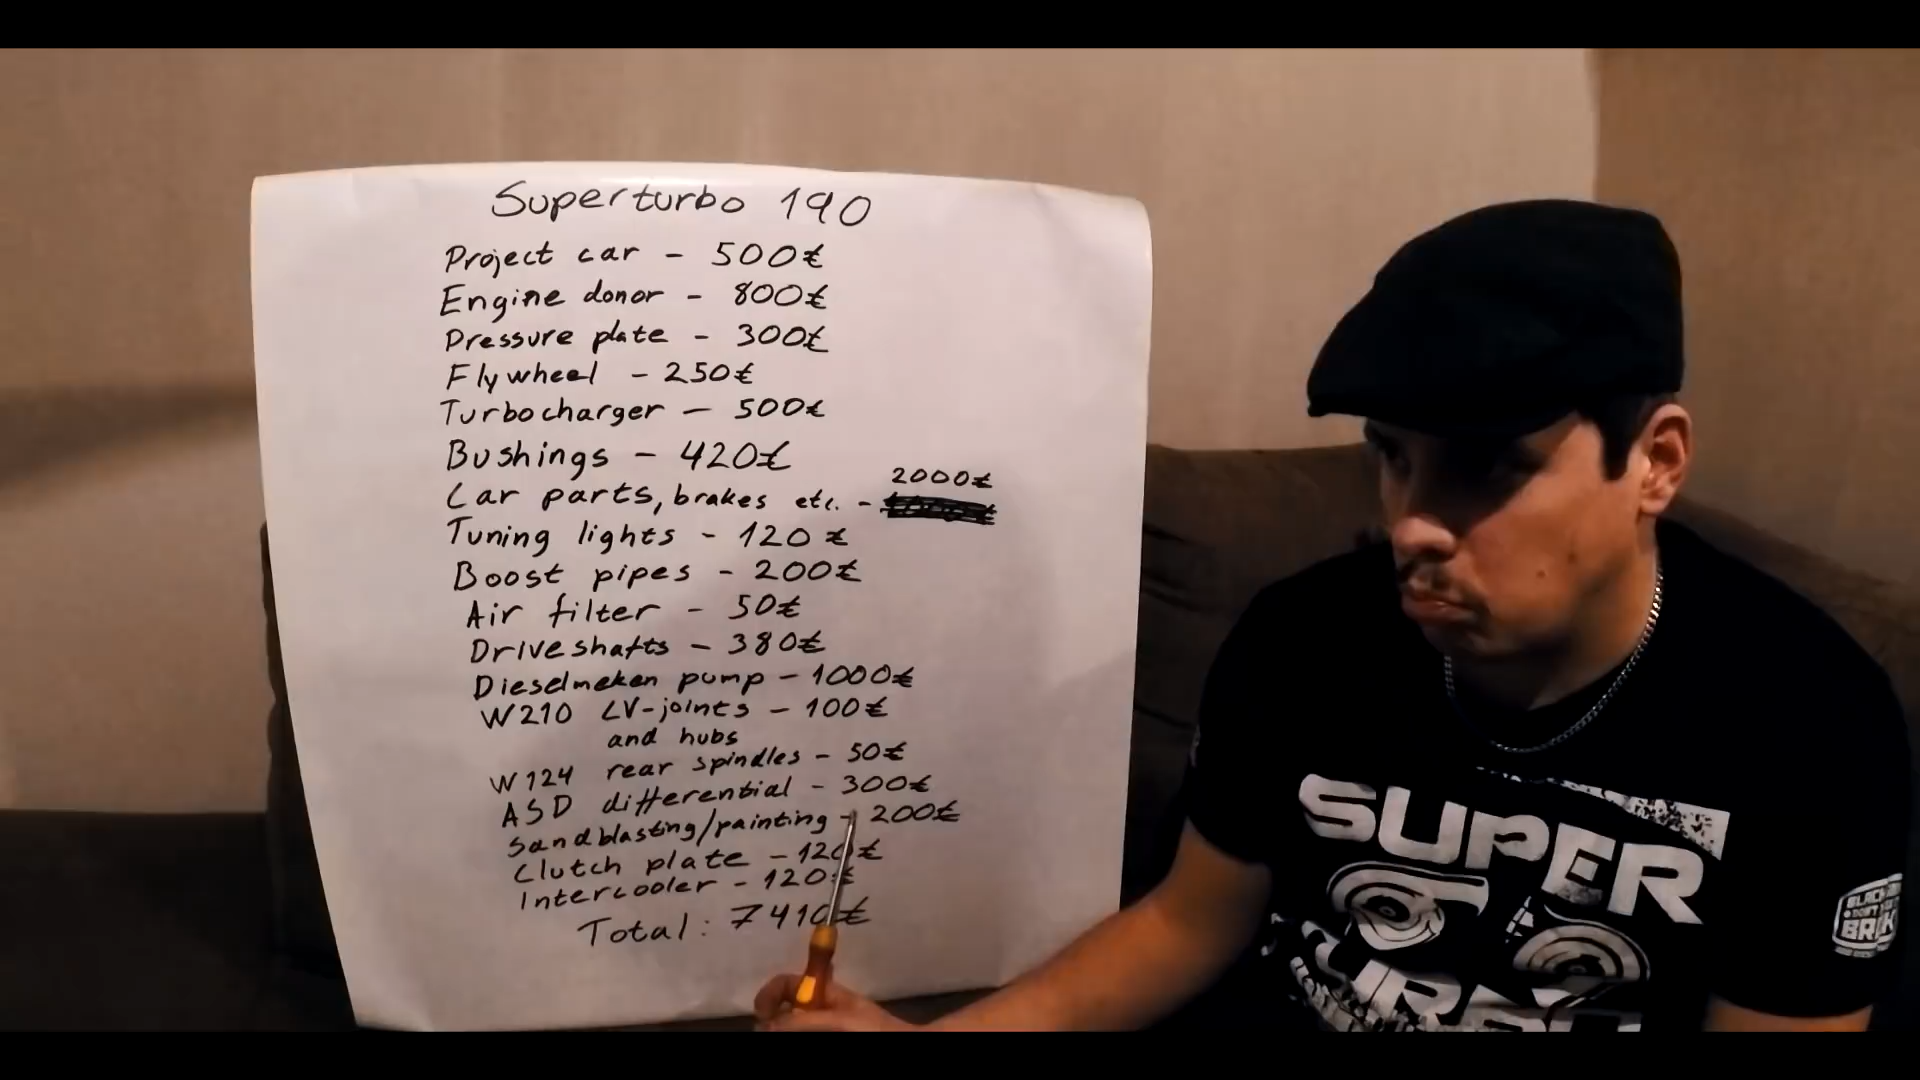 Superturbo 190
Project car - 500€
Engine donor - 800€
Pressure plate - 300€
Flywheel - 250€
Turbocharger - 500€
Bushings - 420€
2000€
Car parts, brakes etc. -
Tuning lights - 120€
Boost pipes - 200€
Air filter - 50€
Driveshafts - 380€
Dieselmeken pump - 1000€
W210 CV-joints - 100€
and hubs
W124 rear spindles - 50€
ASD differential - 300€
Sandblasting/painting - 200€
Clutch plate - 120€
Intercooler - 120€
Total: 7410€
SUPER